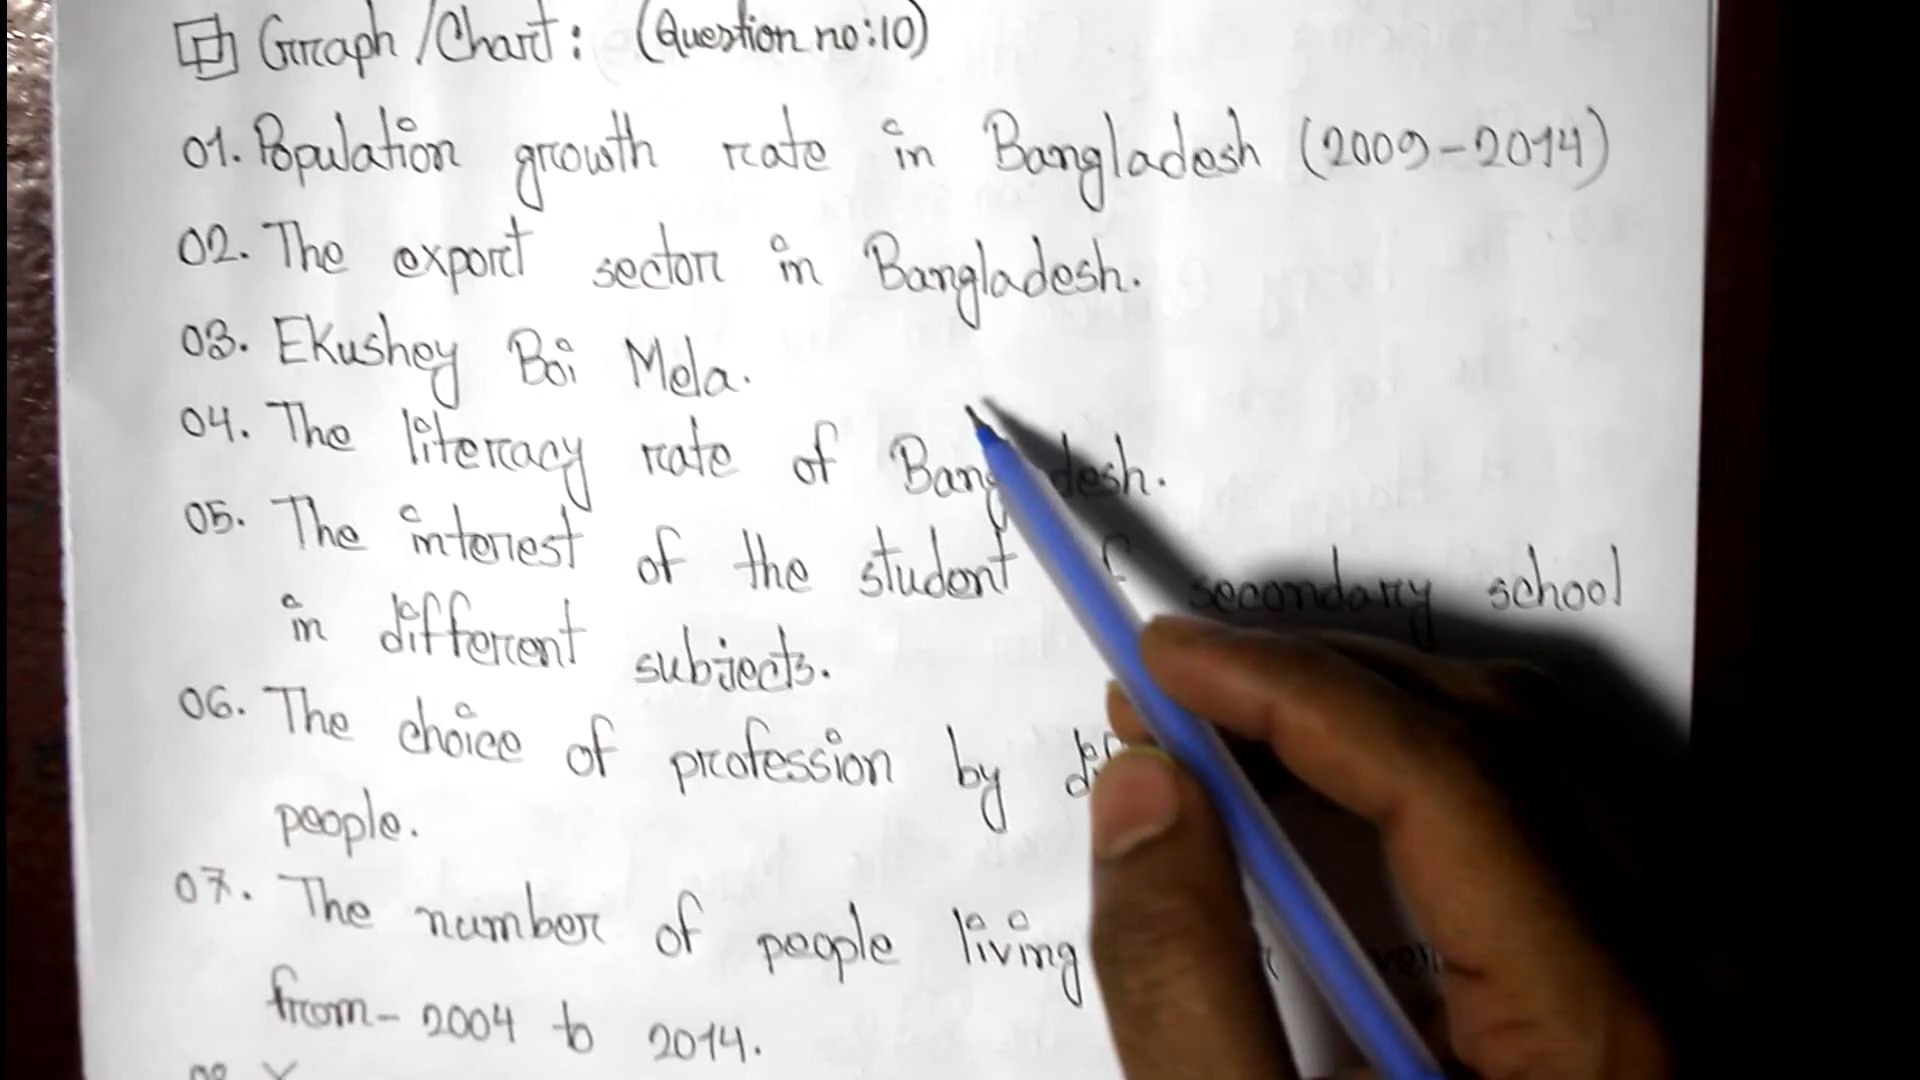 Graph/Chart: (Question no:10)
01. Population growth rate in Bangladesh (2009-2014)
02. The export sector in Bangladesh.
03. Ekushey Boi Mela.
04. The literacy rate of Bangladesh.
05. The interest of the student of secondary school
in different subjects.
06. The choice of profession by
people.
07. The number of people living
from- 2004 to 2014.